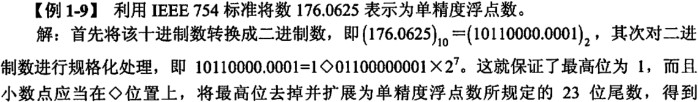 【例 1-9】 利用 IEEE 754 标准将数 176.0625 表示为单精度浮点数。
解：首先将该十进制数转换成二进制数，即 (176.0625)₁₀ = (10110000.0001)₂，其次对二进
制数进行规格化处理，即 10110000.0001=1◇01100000001×2⁷。这就保证了最高位为 1，而且
小数点应当在◇位置上，将最高位去掉并扩展为单精度浮点数所规定的 23 位尾数，得到